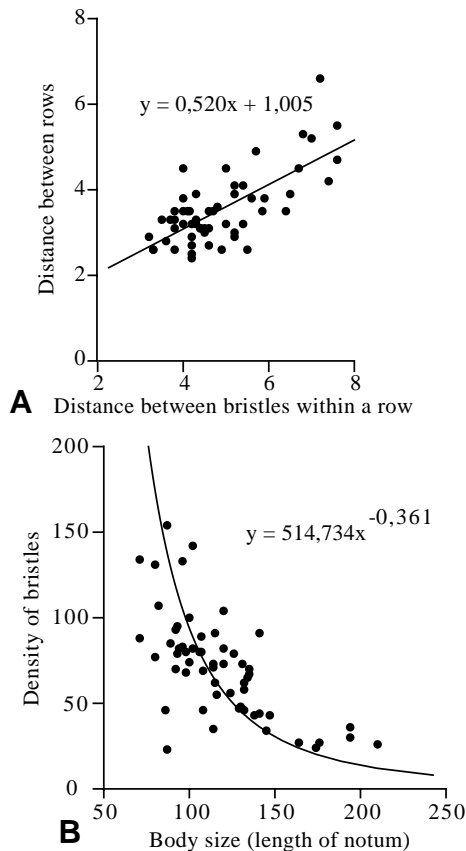 8
6
4
2
0
Distance between rows
y = 0,520x + 1,005
2 4 6 8
A Distance between bristles within a row
200
150
100
50
0
Density of bristles
y = 514,734x^-0,361
50 100 150 200 250
B Body size (length of notum)